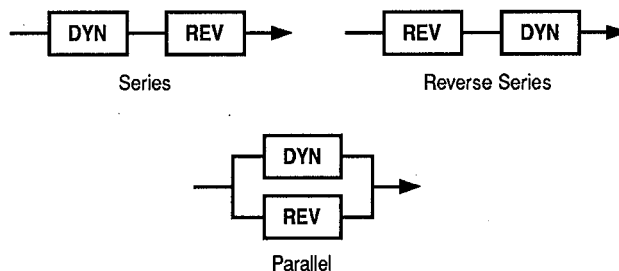 DYN REV
Series
REV DYN
Reverse Series
DYN
REV
Parallel